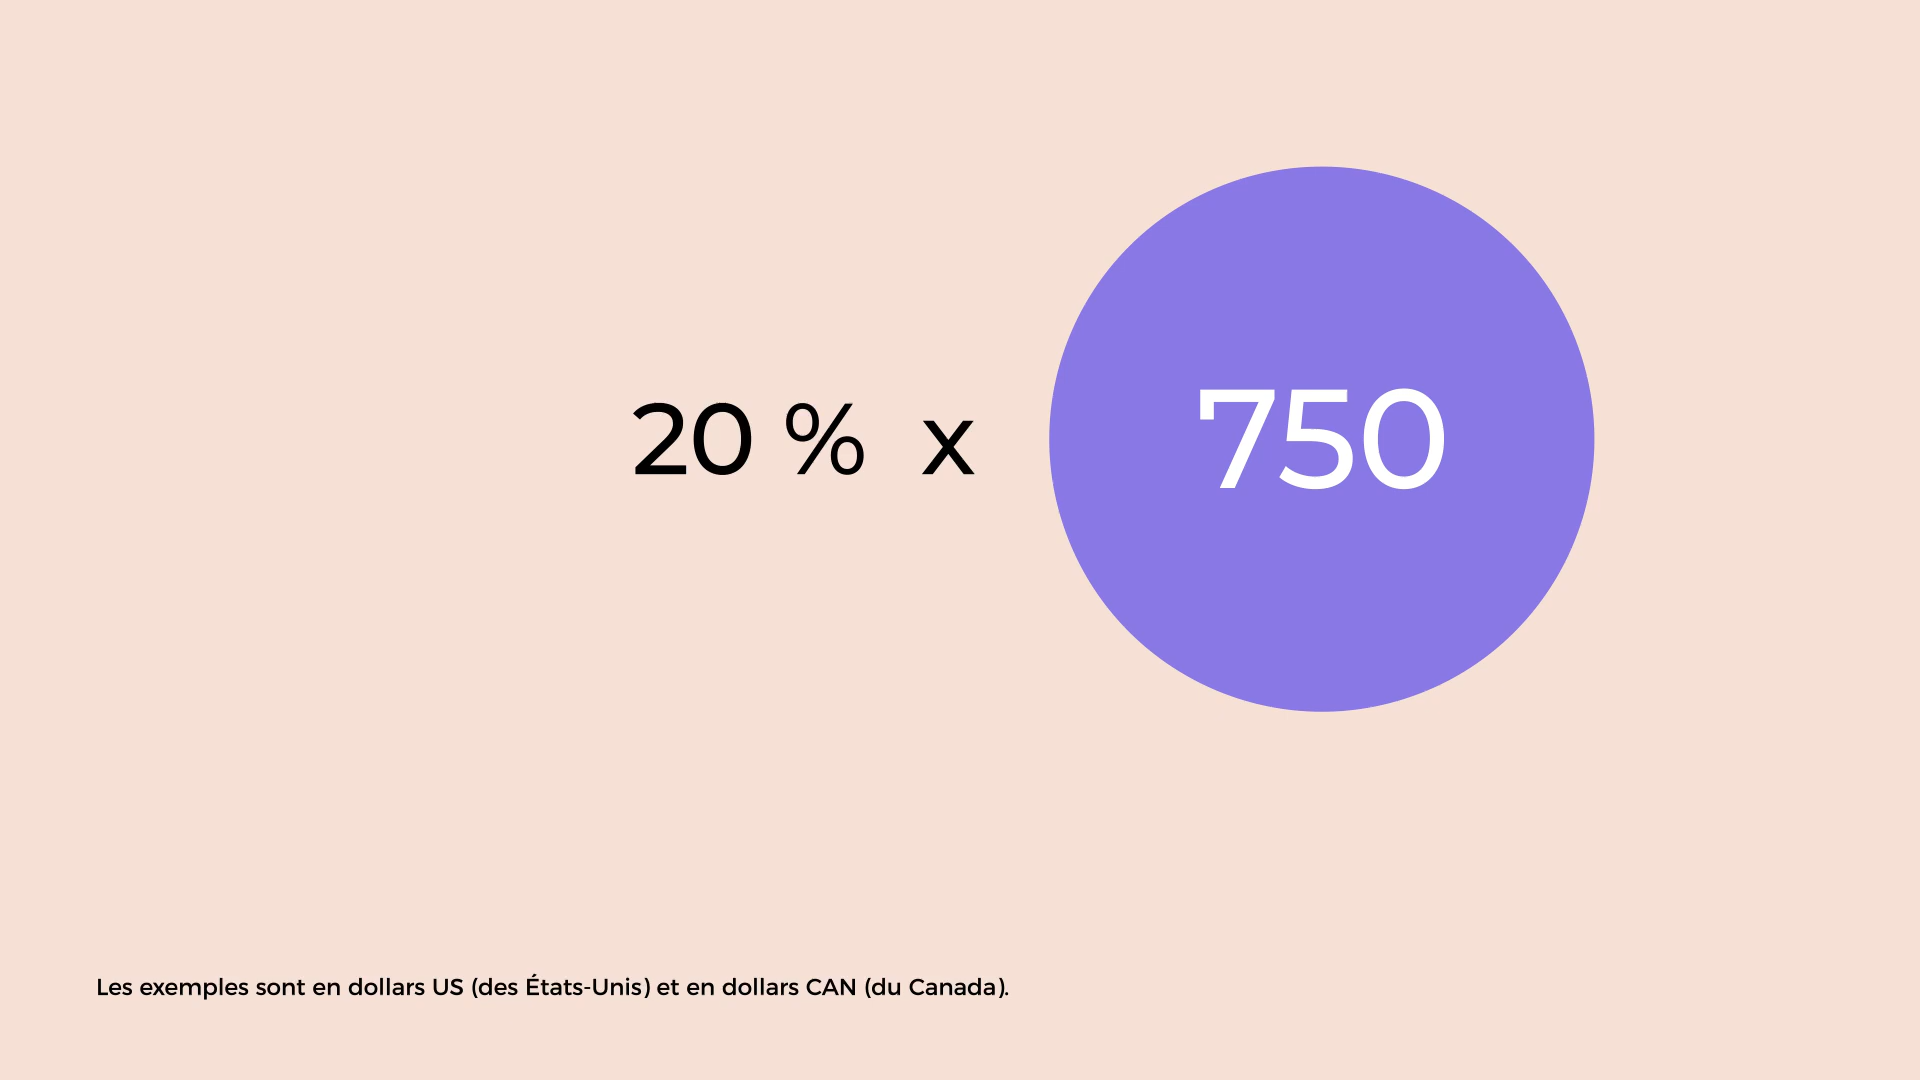 20 % x 750
Les exemples sont en dollars US (des États-Unis) et en dollars CAN (du Canada).